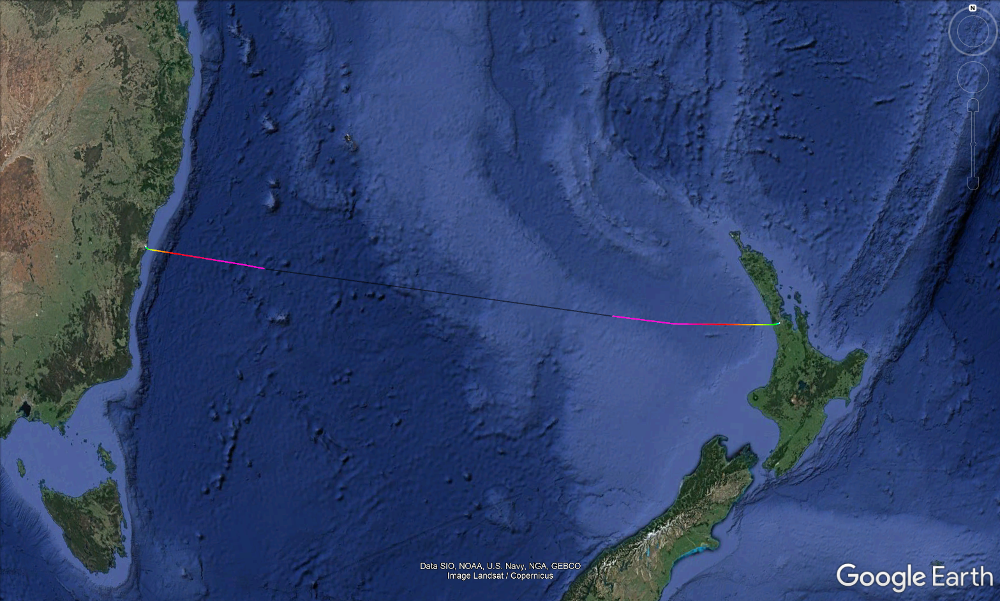 N
Data SIO, NOAA, U.S. Navy, NGA, GEBCO
Image Landsat / Copernicus
Google Earth